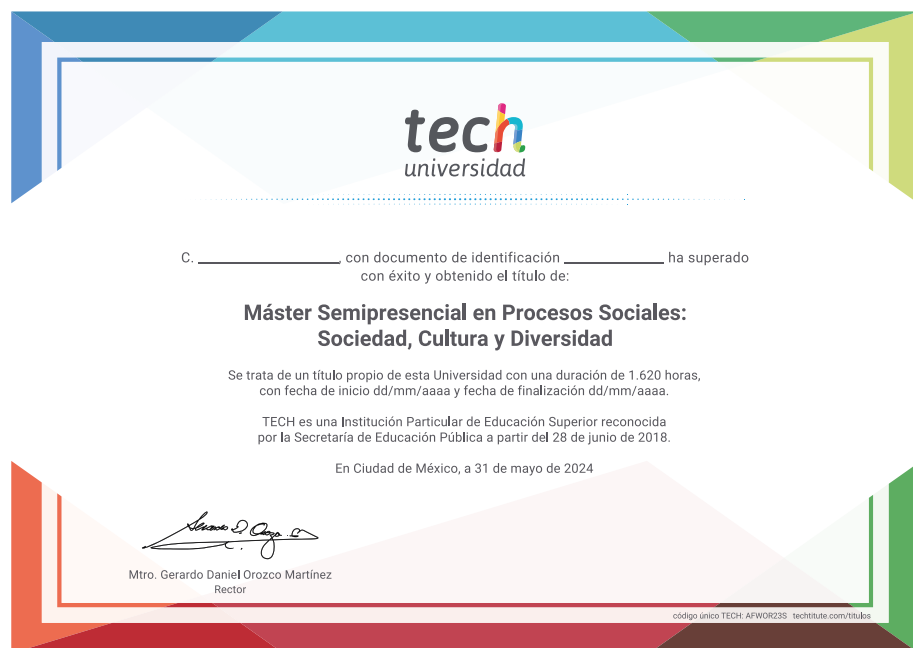 tech
universidad
C. ____________, con documento de identificación ____________ ha superado
con éxito y obtenido el título de:
Máster Semipresencial en Procesos Sociales:
Sociedad, Cultura y Diversidad
Se trata de un título propio de esta Universidad con una duración de 1.620 horas,
con fecha de inicio dd/mm/aaaa y fecha de finalización dd/mm/aaaa.
TECH es una Institución Particular de Educación Superior reconocida
por la Secretaría de Educación Pública a partir del 28 de junio de 2018.
En Ciudad de México, a 31 de mayo de 2024
Mtro. Gerardo Daniel Orozco Martínez
Rector
código único TECH: AFWOR23S techtitute.com/titulos